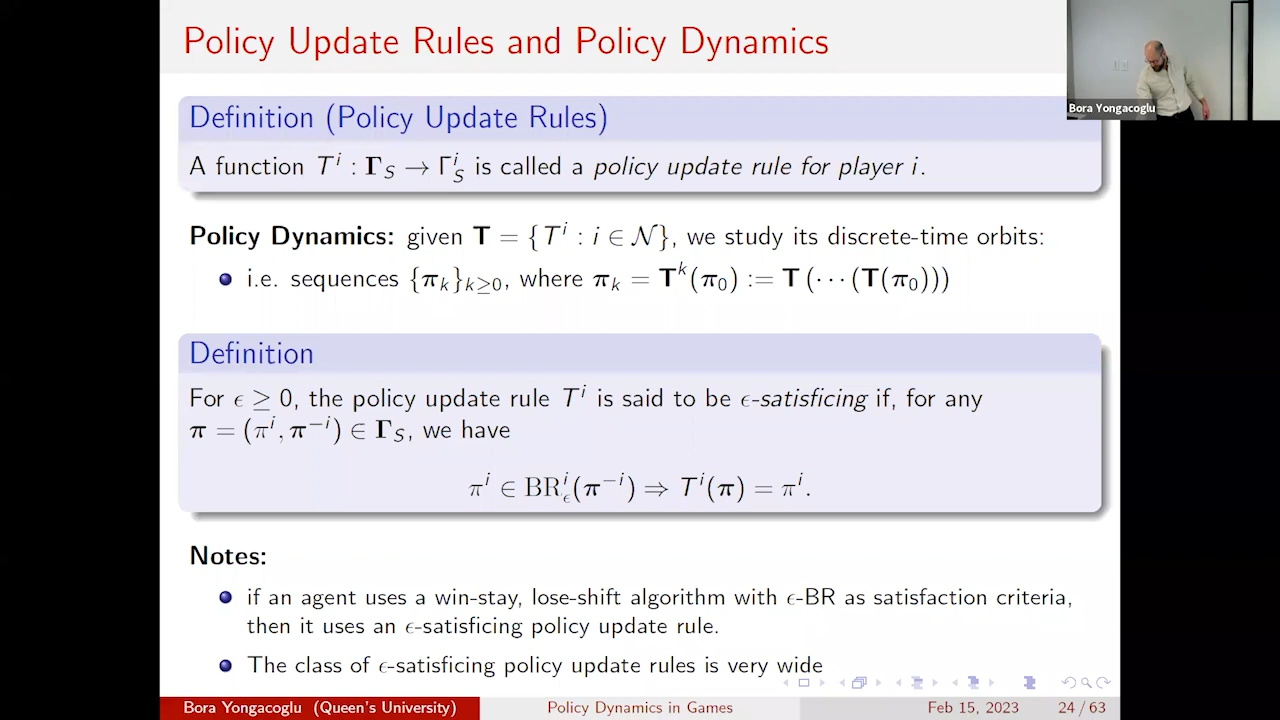 Policy Update Rules and Policy Dynamics
Bora Yongacoglu
Definition (Policy Update Rules)
A function T^i : Γ_S → Γ^i_S is called a policy update rule for player i.
Policy Dynamics: given T = {T^i : i ∈ N}, we study its discrete-time orbits:
i.e. sequences {π_k}_{k≥0}, where π_k = T^k(π_0) := T (⋯(T(π_0)))
Definition
For ϵ ≥ 0, the policy update rule T^i is said to be ϵ-satisficing if, for any
π = (π^i, π^{-i}) ∈ Γ_S, we have
π^i ∈ BR^i_ϵ(π^{-i}) ⇒ T^i(π) = π^i.
Notes:
if an agent uses a win-stay, lose-shift algorithm with ϵ-BR as satisfaction criteria,
then it uses an ϵ-satisficing policy update rule.
The class of ϵ-satisficing policy update rules is very wide
Bora Yongacoglu (Queen's University) Policy Dynamics in Games Feb 15, 2023 24 / 63